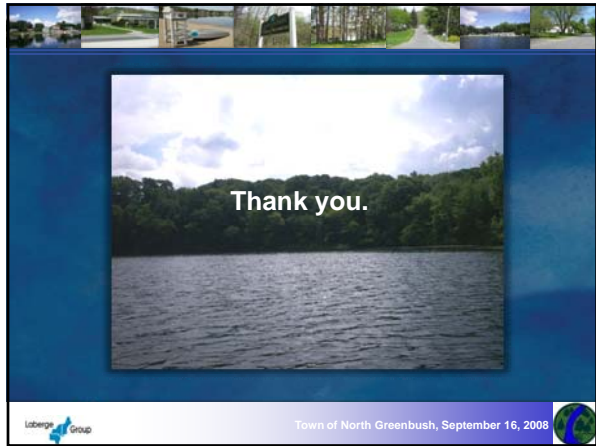 Thank you.
Laberge Group
Town of North Greenbush, September 16, 2008